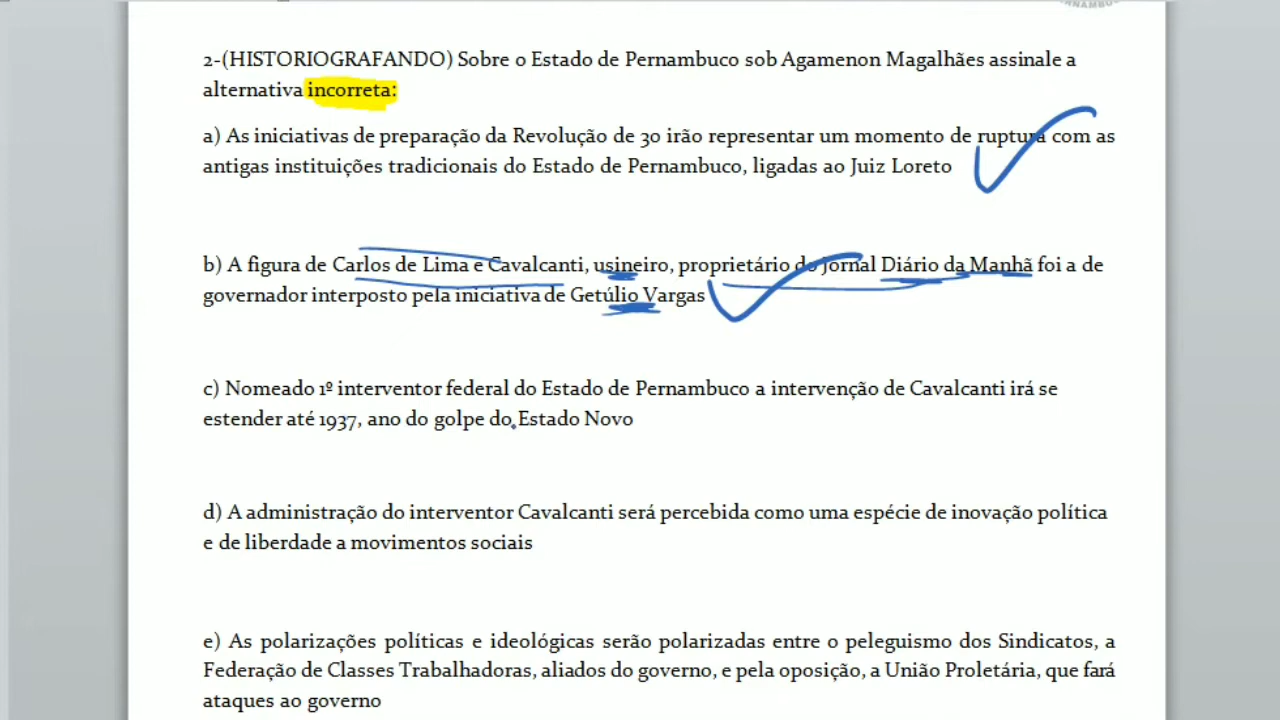 PERNAMBUCO
2-(HISTORIOGRAFANDO) Sobre o Estado de Pernambuco sob Agamenon Magalhães assinale a
alternativa incorreta:
a) As iniciativas de preparação da Revolução de 30 irão representar um momento de ruptura com as
antigas instituições tradicionais do Estado de Pernambuco, ligadas ao Juiz Loreto
b) A figura de Carlos de Lima e Cavalcanti, usineiro, proprietário do Jornal Diário da Manhã foi a de
governador interposto pela iniciativa de Getúlio Vargas
c) Nomeado 1º interventor federal do Estado de Pernambuco a intervenção de Cavalcanti irá se
estender até 1937, ano do golpe do Estado Novo
d) A administração do interventor Cavalcanti será percebida como uma espécie de inovação política
e de liberdade a movimentos sociais
e) As polarizações políticas e ideológicas serão polarizadas entre o peleguismo dos Sindicatos, a
Federação de Classes Trabalhadoras, aliados do governo, e pela oposição, a União Proletária, que fará
ataques ao governo